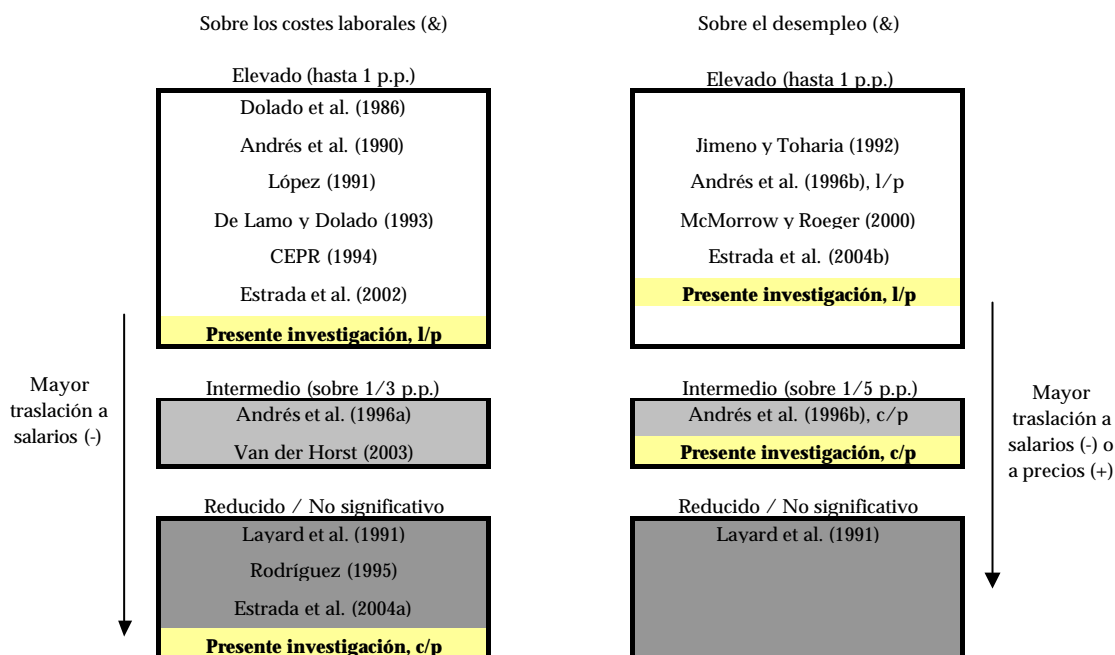 Sobre los costes laborales (&)
Elevado (hasta 1 p.p.)
Dolado et al. (1986)
Andrés et al. (1990)
López (1991)
De Lamo y Dolado (1993)
CEPR (1994)
Estrada et al. (2002)
Presente investigación, l/p
Mayor
traslación a
salarios (-)
Intermedio (sobre 1/3 p.p.)
Andrés et al. (1996a)
Van der Horst (2003)
Reducido / No significativo
Layard et al. (1991)
Rodríguez (1995)
Estrada et al. (2004a)
Presente investigación, c/p
Sobre el desempleo (&)
Elevado (hasta 1 p.p.)
Jimeno y Toharia (1992)
Andrés et al. (1996b), l/p
McMorrow y Roeger (2000)
Estrada et al. (2004b)
Presente investigación, l/p
Intermedio (sobre 1/5 p.p.)
Andrés et al. (1996b), c/p
Presente investigación, c/p
Mayor
traslación a
salarios (-) o
a precios (+)
Reducido / No significativo
Layard et al. (1991)